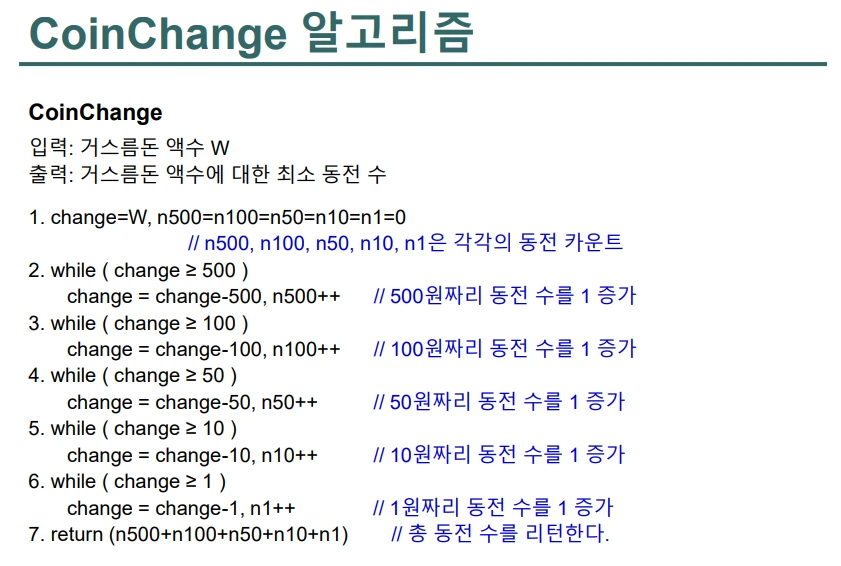 CoinChange 알고리즘
CoinChange
입력: 거스름돈 액수 W
출력: 거스름돈 액수에 대한 최소 동전 수
1. change=W, n500=n100=n50=n10=n1=0
// n500, n100, n50, n10, n1은 각각의 동전 카운트
2. while ( change ≥ 500 )
change = change-500, n500++ // 500원짜리 동전 수를 1 증가
3. while ( change ≥ 100 )
change = change-100, n100++ // 100원짜리 동전 수를 1 증가
4. while ( change ≥ 50 )
change = change-50, n50++ // 50원짜리 동전 수를 1 증가
5. while ( change ≥ 10 )
change = change-10, n10++ // 10원짜리 동전 수를 1 증가
6. while ( change ≥ 1 )
change = change-1, n1++ // 1원짜리 동전 수를 1 증가
7. return (n500+n100+n50+n10+n1) // 총 동전 수를 리턴한다.